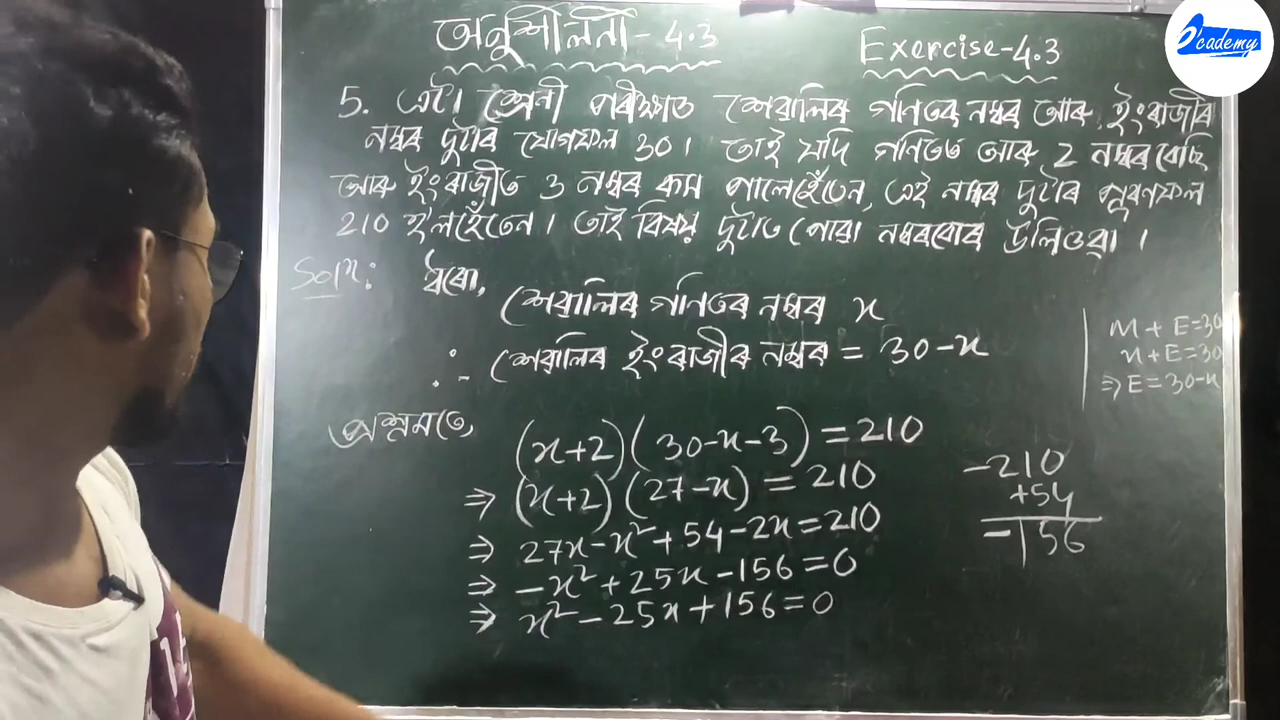 অনুশীলনী - 4.3
Exercise-4.3
Dcademy
5. এটা শ্ৰেণী পৰীক্ষাত শেৱালিৰ গণিতৰ নম্বৰ আৰু ইংৰাজীৰ
নম্বৰ দুটাৰ যোগফল 30। তাই যদি গণিতত আৰু 2 নম্বৰ বেছি
আৰু ইংৰাজীত 3 নম্বৰ কম পালেহেঁতেন, এই নম্বৰ দুটাৰ পূৰণফল
210 হ'লহেঁতেন। তাই বিষয় দুটাত পোৱা নম্বৰবোৰ উলিওৱা।
Solⁿ: ধৰো,
শেৱালিৰ গণিতৰ নম্বৰ x
∴ শেৱালিৰ ইংৰাজীৰ নম্বৰ = 30-x
M + E = 30
x + E = 30
⇒ E = 30-x
প্ৰশ্নমতে,
(x+2)(30-x-3) = 210
⇒ (x+2)(27-x) = 210
⇒ 27x-x²+54-2x=210
⇒ -x²+25x-156=0
⇒ x²-25x+156=0
-210
+54
-156